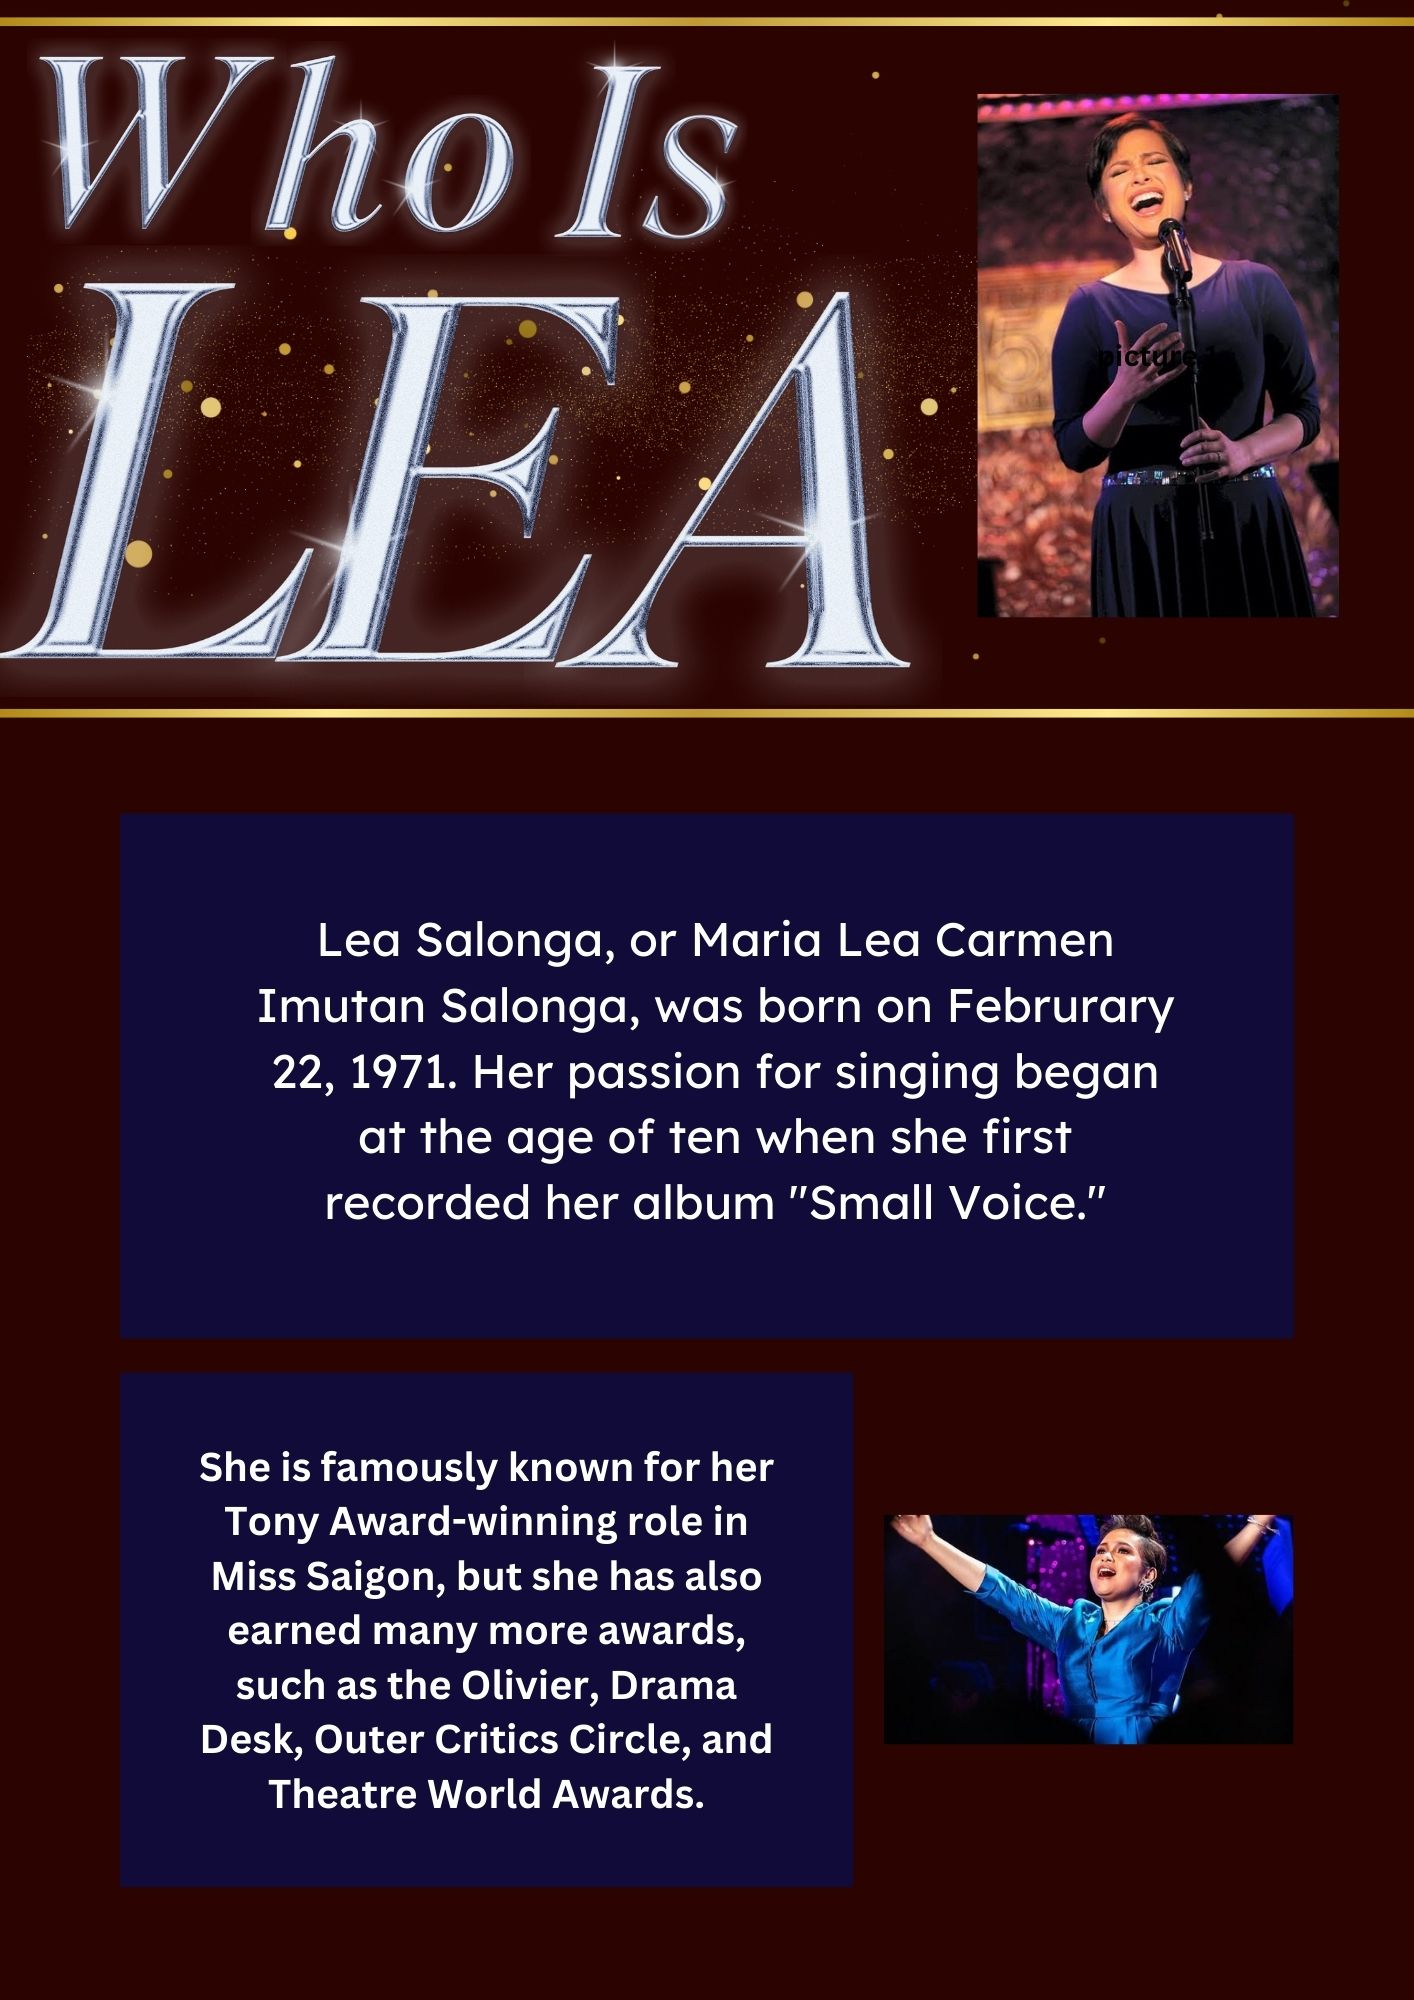 Who Is
LEA
picture 1
Lea Salonga, or Maria Lea Carmen
Imutan Salonga, was born on Februrary
22, 1971. Her passion for singing began
at the age of ten when she first
recorded her album "Small Voice."
She is famously known for her
Tony Award-winning role in
Miss Saigon, but she has also
earned many more awards,
such as the Olivier, Drama
Desk, Outer Critics Circle, and
Theatre World Awards.